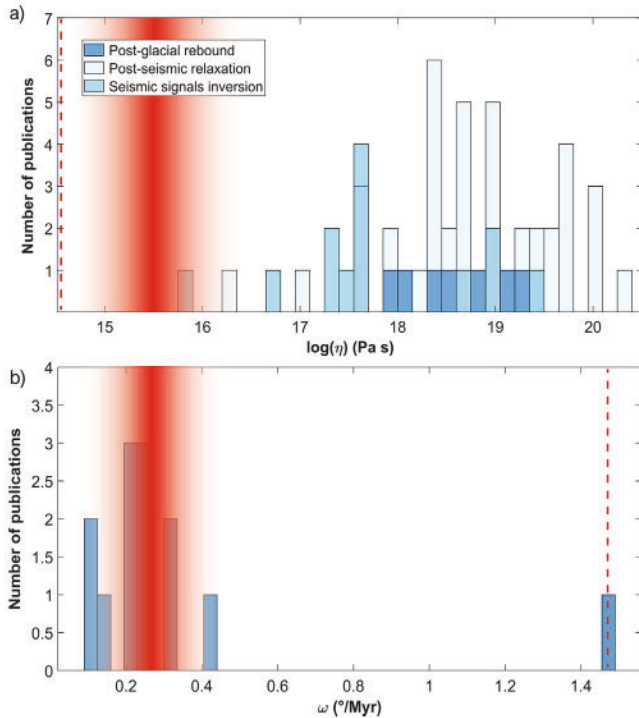 a)
Number of publications
7
6
5
4
3
2
1
Post-glacial rebound
Post-seismic relaxation
Seismic signals inversion
15 16 17 18 19 20
log(η) (Pa s)
b)
Number of publications
4
3.5
3
2.5
2
1.5
1
0.5
0
0.2 0.4 0.6 0.8 1 1.2 1.4
ω (°/Myr)